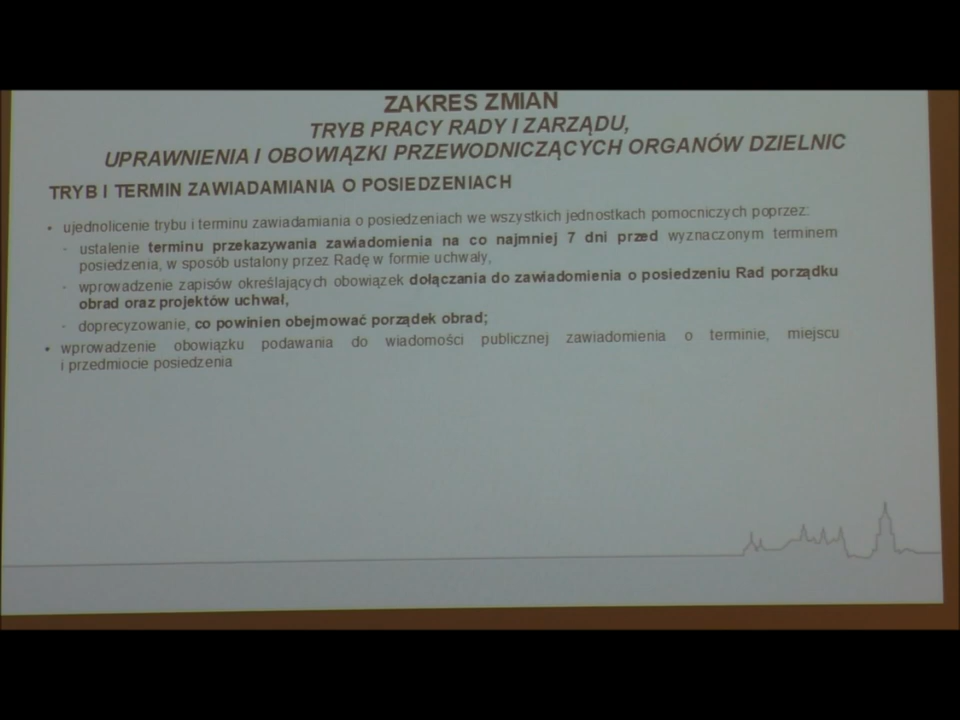 ZAKRES ZMIAN
TRYB PRACY RADY I ZARZĄDU,
UPRAWNIENIA I OBOWIĄZKI PRZEWODNICZĄCYCH ORGANÓW DZIELNIC
TRYB I TERMIN ZAWIADAMIANIA O POSIEDZENIACH
• ujednolicenie trybu i terminu zawiadamiania o posiedzeniach we wszystkich jednostkach pomocniczych poprzez:
- ustalenie terminu przekazywania zawiadomienia na co najmniej 7 dni przed wyznaczonym terminem
posiedzenia, w sposób ustalony przez Radę w formie uchwały,
- wprowadzenie zapisów określających obowiązek dołączania do zawiadomienia o posiedzeniu Rad porządku
obrad oraz projektów uchwał,
- doprecyzowanie, co powinien obejmować porządek obrad;
• wprowadzenie obowiązku podawania do wiadomości publicznej zawiadomienia o terminie, miejscu
i przedmiocie posiedzenia